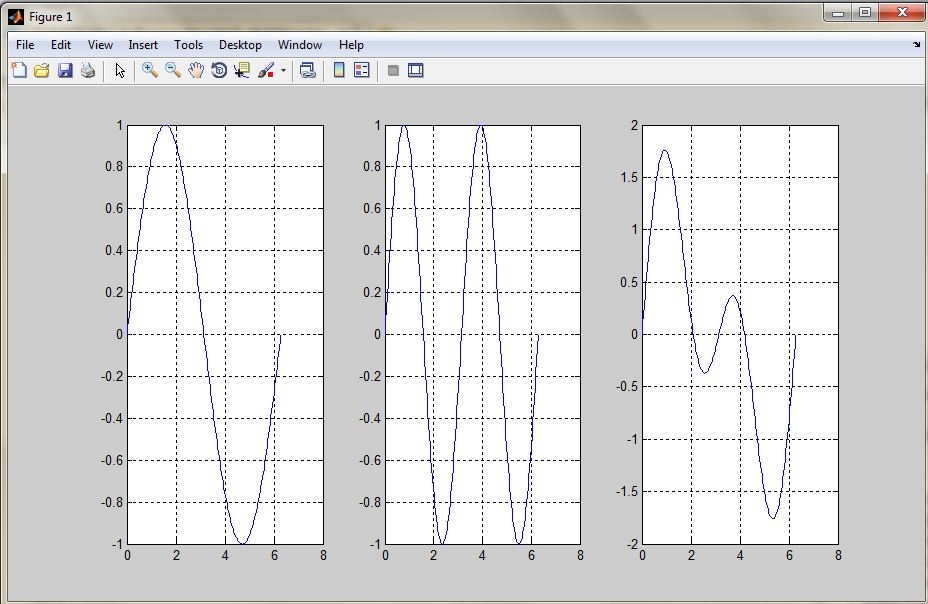 Figure 1
File Edit View Insert Tools Desktop Window Help
1 1 2
0.8 0.8 1.5
0.6 0.6 1
0.4 0.4 0.5
0.2 0.2
0 0 0
-0.2 -0.2 -0.5
-0.4 -0.4 -1
-0.6 -0.6 -1.5
-0.8 -0.8
-1 -1 -2
0 2 4 6 8 0 2 4 6 8 0 2 4 6 8